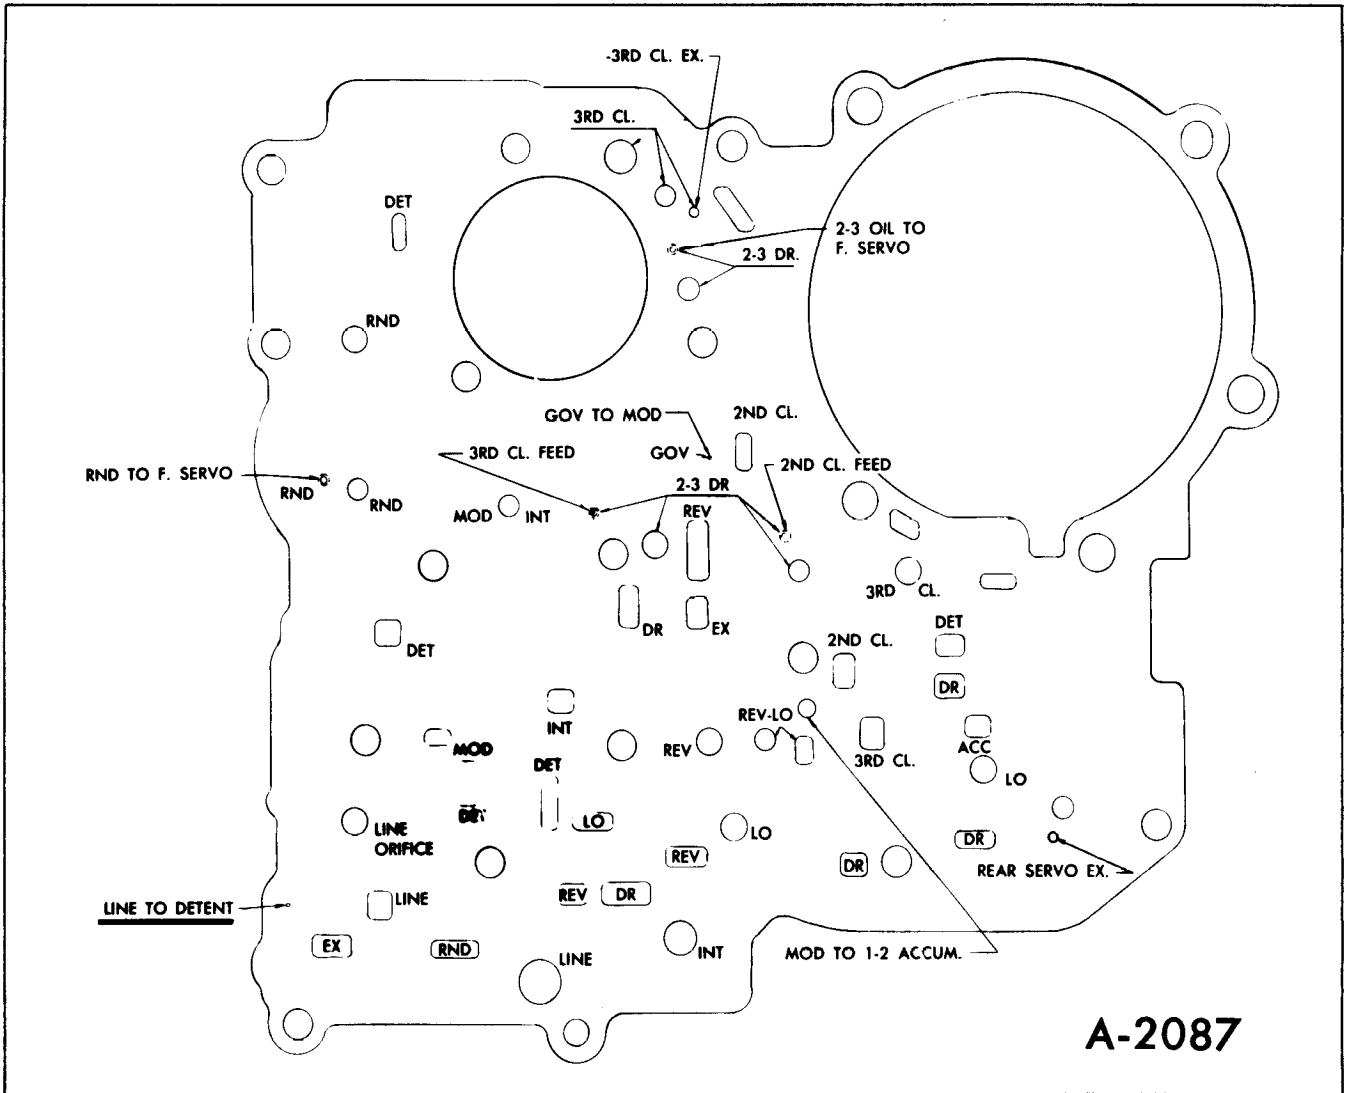 -3RD CL. EX.
3RD CL.
DET
2-3 OIL TO
F. SERVO
2-3 DR.
RND
GOV TO MOD
2ND CL.
3RD CL. FEED
GOV
2ND CL. FEED
RND TO F. SERVO
RND
RND
2-3 DR
MOD
INT
REV
3RD CL.
DR
EX
DET
DET
2ND CL.
DR
INT
REV-LO
MOD
REV
ACC
3RD CL.
DET
LO
DET
LO
LINE
ORIFICE
LO
DR
REV
DR
REAR SERVO EX.
LINE
REV
DR
LINE TO DETENT
EX
RND
LINE
INT
MOD TO 1-2 ACCUM.
A-2087